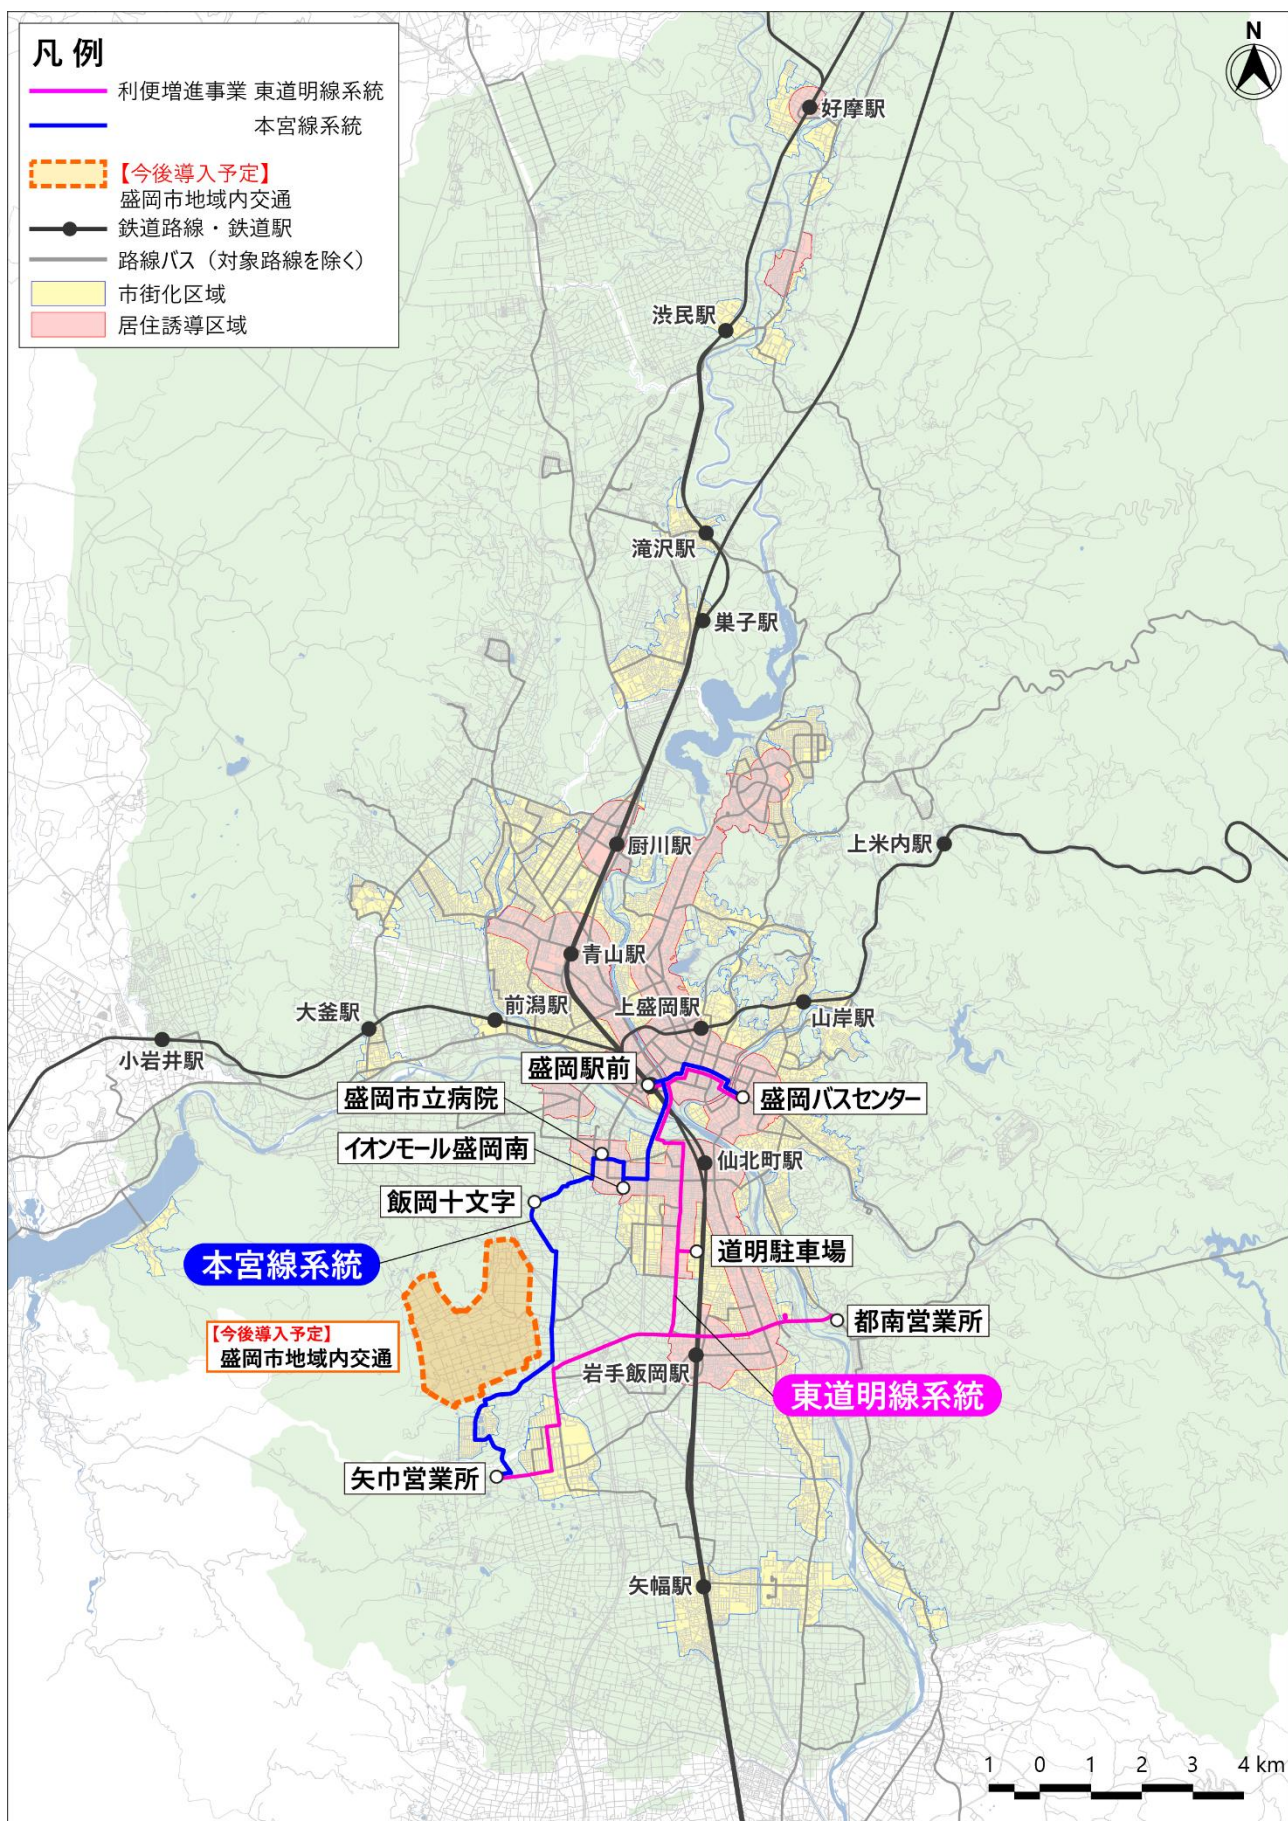 凡例
利便増進事業 東道明線系統
本宮線系統
【今後導入予定】
盛岡市地域内交通
鉄道路線・鉄道駅
路線バス（対象路線を除く）
市街化区域
居住誘導区域
N
好摩駅
渋民駅
滝沢駅
巣子駅
厨川駅
上米内駅
青山駅
前潟駅
大釜駅
上盛岡駅
山岸駅
小岩井駅
盛岡駅前
盛岡バスセンター
盛岡市立病院
イオンモール盛岡南
仙北町駅
飯岡十文字
本宮線系統
道明駐車場
都南営業所
【今後導入予定】
盛岡市地域内交通
岩手飯岡駅
東道明線系統
矢巾営業所
矢幅駅
1 0 1 2 3 4 km